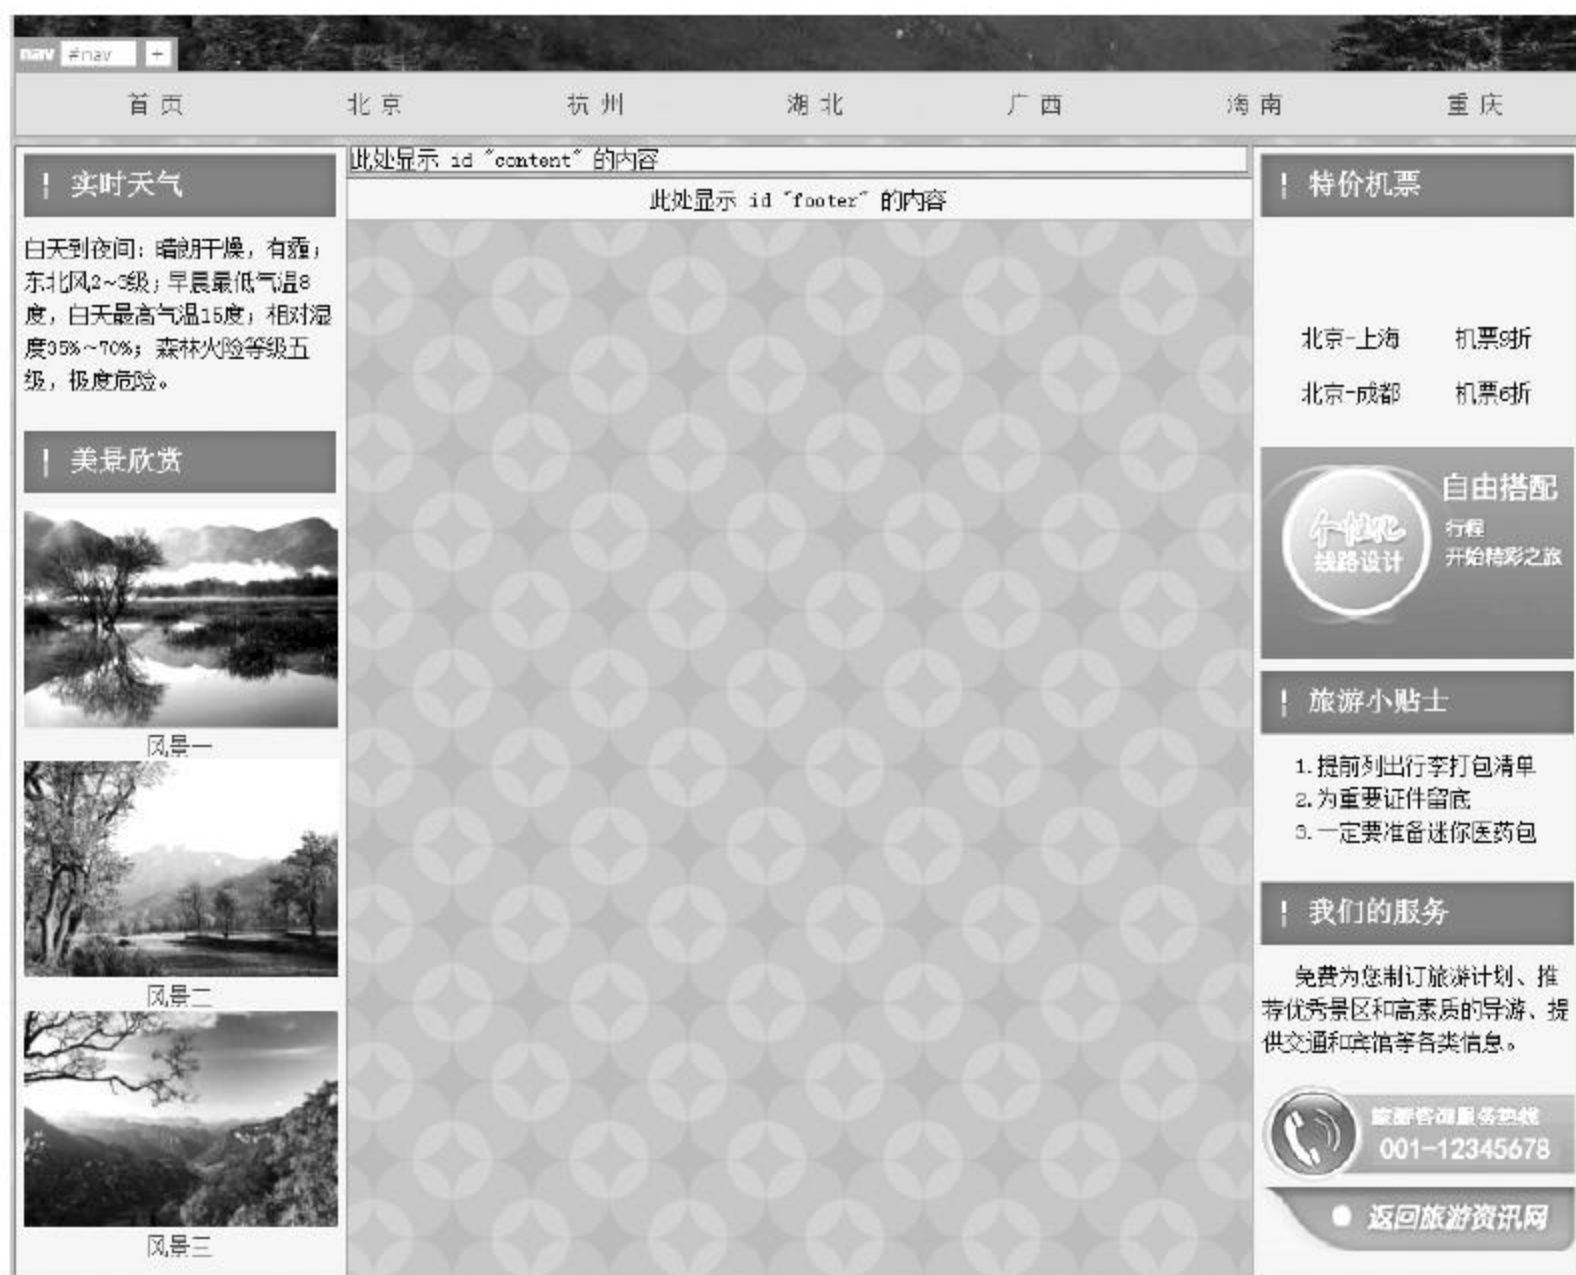 nav #nav +
首页 北京 杭州 湖北 广西 海南 重庆
实时天气
白天到夜间：晴朗干燥，有霾；
东北风2~3级；早晨最低气温8
度，白天最高气温15度；相对湿
度35%~70%；森林火险等级五
级，极度危险。
美景欣赏
风景一
风景二
风景三
此处显示 id "content" 的内容
此处显示 id "footer" 的内容
特价机票
北京-上海 机票9折
北京-成都 机票6折
个性化
线路设计
自由搭配
行程
开始精彩之旅
旅游小贴士
1.提前列出行李打包清单
2.为重要证件留底
3.一定要准备迷你医药包
我们的服务
免费为您制订旅游计划、推
荐优秀景区和高素质的导游、提
供交通和宾馆等各类信息。
旅游咨询服务热线
001-12345678
返回旅游资讯网